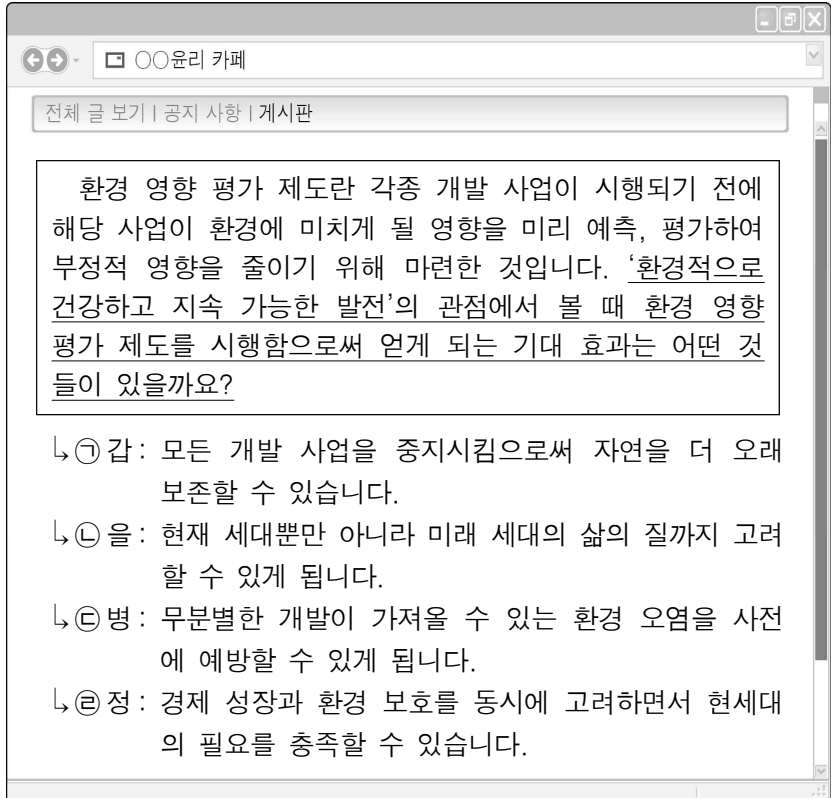 ○○윤리 카페
전체 글 보기 | 공지 사항 | 게시판
환경 영향 평가 제도란 각종 개발 사업이 시행되기 전에
해당 사업이 환경에 미치게 될 영향을 미리 예측, 평가하여
부정적 영향을 줄이기 위해 마련한 것입니다. ‘환경적으로
건강하고 지속 가능한 발전’의 관점에서 볼 때 환경 영향
평가 제도를 시행함으로써 얻게 되는 기대 효과는 어떤 것
들이 있을까요?
↳㉠갑: 모든 개발 사업을 중지시킴으로써 자연을 더 오래
보존할 수 있습니다.
↳㉡을: 현재 세대뿐만 아니라 미래 세대의 삶의 질까지 고려
할 수 있게 됩니다.
↳㉢병: 무분별한 개발이 가져올 수 있는 환경 오염을 사전
에 예방할 수 있게 됩니다.
↳㉣정: 경제 성장과 환경 보호를 동시에 고려하면서 현세대
의 필요를 충족할 수 있습니다.